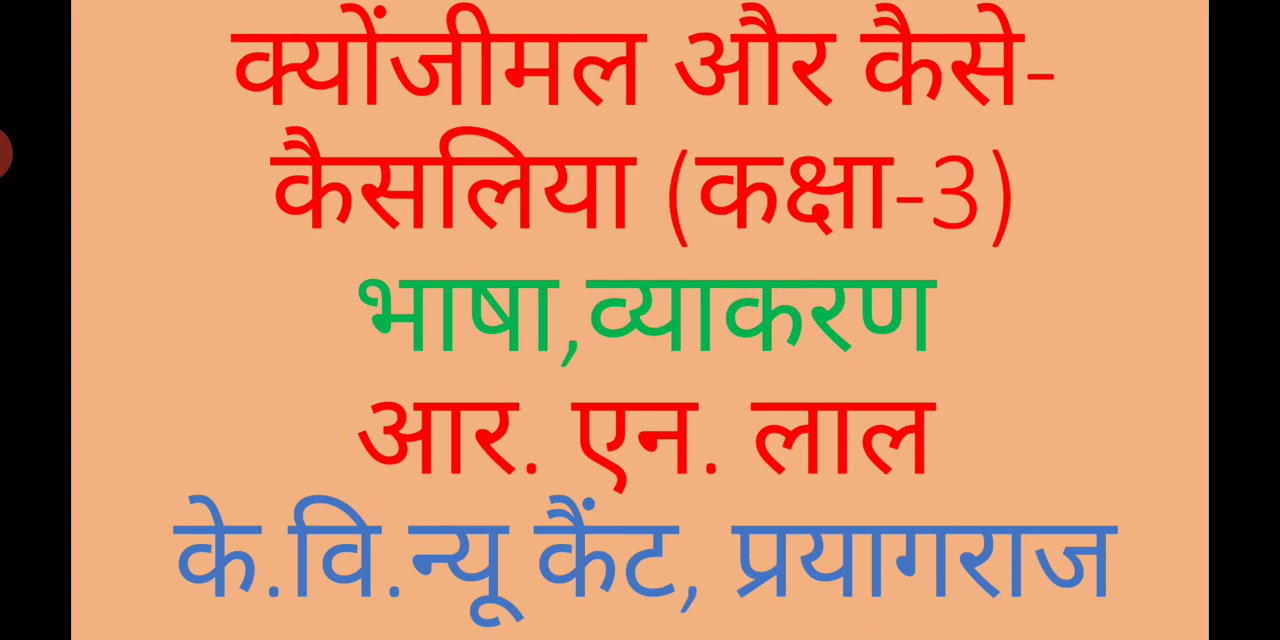 क्योंजीमल और कैसे-
कैसलिया (कक्षा-3)
भाषा,व्याकरण
आर. एन. लाल
के.वि.न्यू कैंट, प्रयागराज